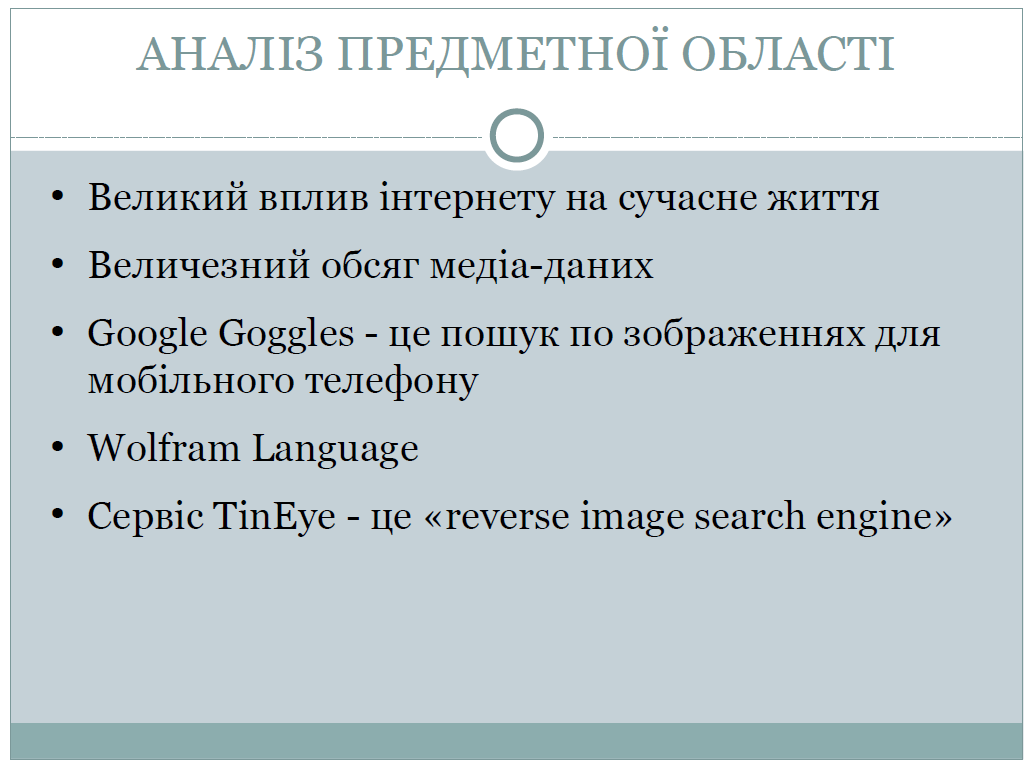 АНАЛІЗ ПРЕДМЕТНОЇ ОБЛАСТІ
• Великий вплив інтернету на сучасне життя
• Величезний обсяг медіа-даних
• Google Goggles - це пошук по зображеннях для
мобільного телефону
• Wolfram Language
• Сервіс TinEye - це «reverse image search engine»